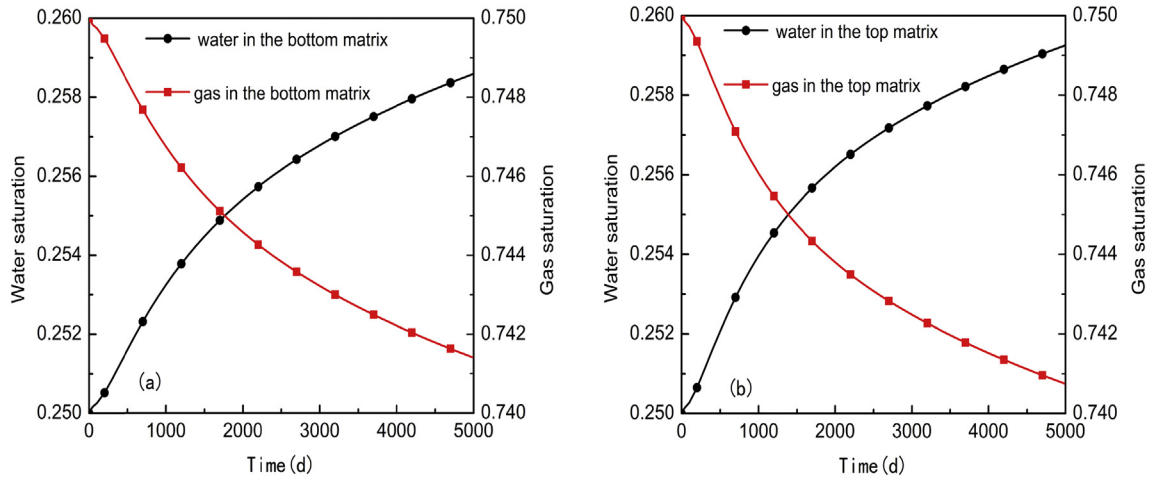 0.260
0.258
0.256
0.254
0.252
0.250
Water saturation
0.750
0.748
0.746
0.744
0.742
0.740
Gas saturation
water in the bottom matrix
gas in the bottom matrix
(a)
0 1000 2000 3000 4000 5000
Time(d)
0.260
0.258
0.256
0.254
0.252
0.250
Water saturation
0.750
0.748
0.746
0.744
0.742
0.740
Gas saturation
water in the top matrix
gas in the top matrix
(b)
0 1000 2000 3000 4000 5000
Time(d)